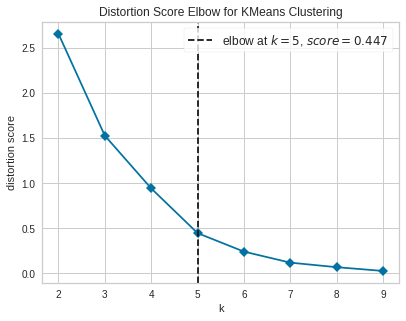 Distortion Score Elbow for KMeans Clustering
elbow at k = 5, score = 0.447
distortion score
2.5
2.0
1.5
1.0
0.5
0.0
2 3 4 5 6 7 8 9
k